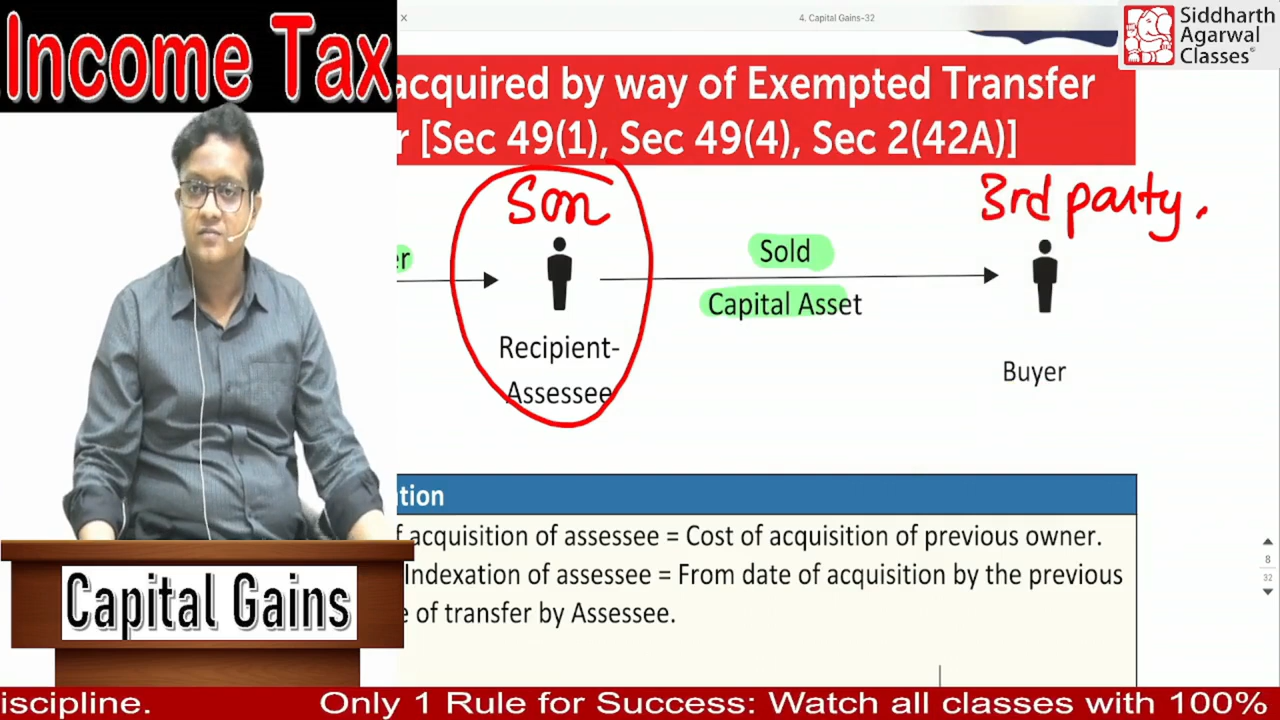 Income Tax
×
4. Capital Gains-32
Siddharth
Agarwal
Classes®
acquired by way of Exempted Transfer
r [Sec 49(1), Sec 49(4), Sec 2(42A)]
Son
3rd party.
er
Sold
Capital Asset
Recipient-
Assessee
Buyer
tion
f acquisition of assessee = Cost of acquisition of previous owner.
Indexation of assessee = From date of acquisition by the previous
e of transfer by Assessee.
8
32
Capital Gains
iscipline. Only 1 Rule for Success: Watch all classes with 100%